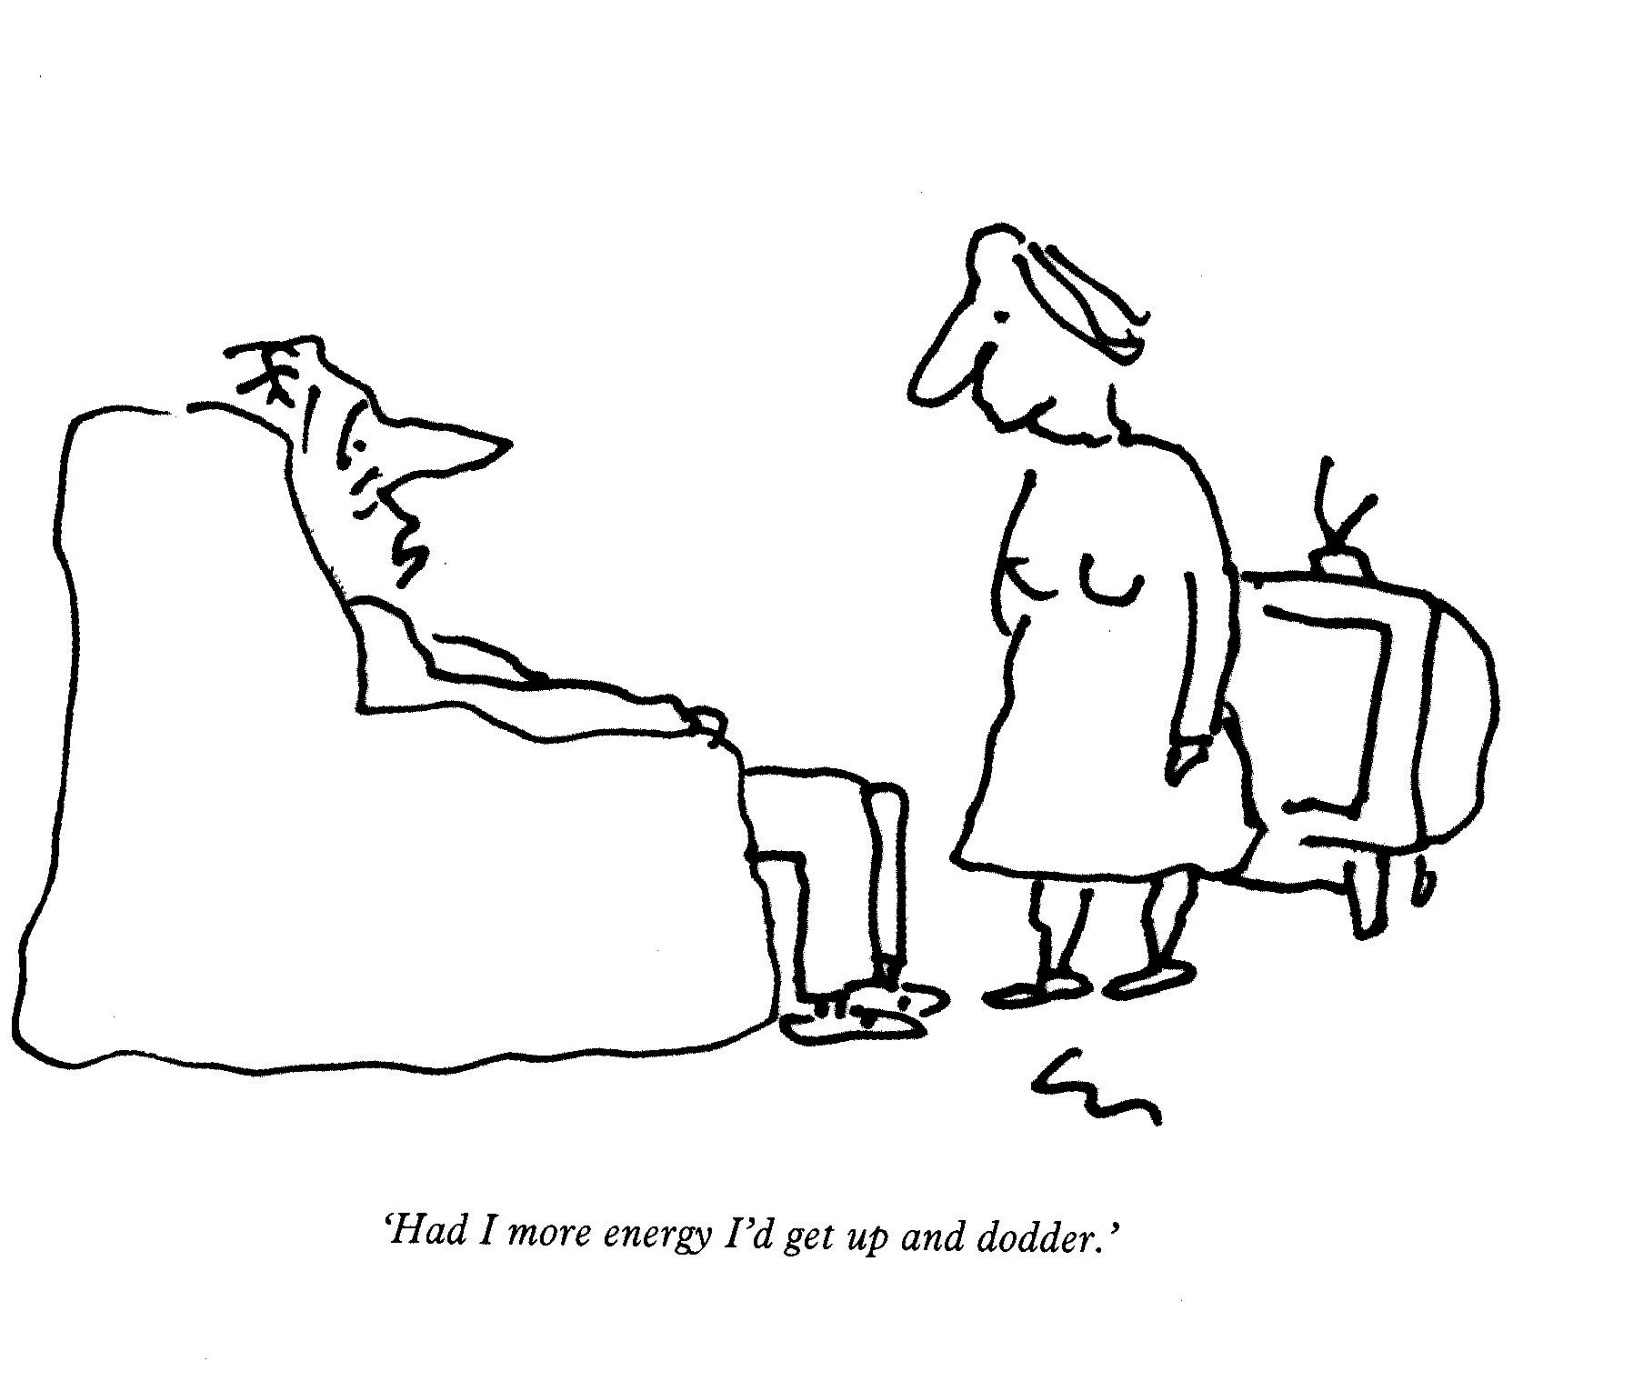 ‘Had I more energy I’d get up and dodder.’